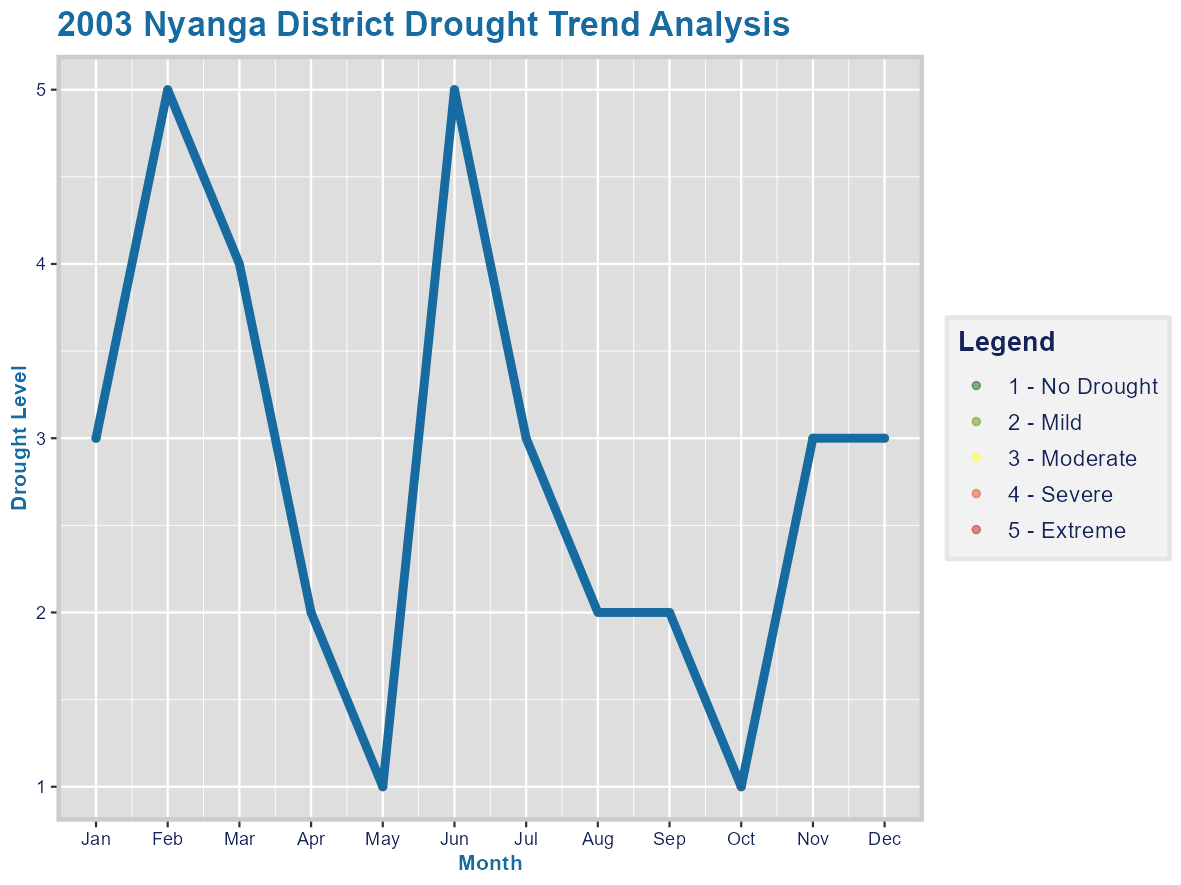 2003 Nyanga District Drought Trend Analysis
Drought Level
5
4
3
2
1
Jan Feb Mar Apr May Jun Jul Aug Sep Oct Nov Dec
Month
Legend
1 - No Drought
2 - Mild
3 - Moderate
4 - Severe
5 - Extreme